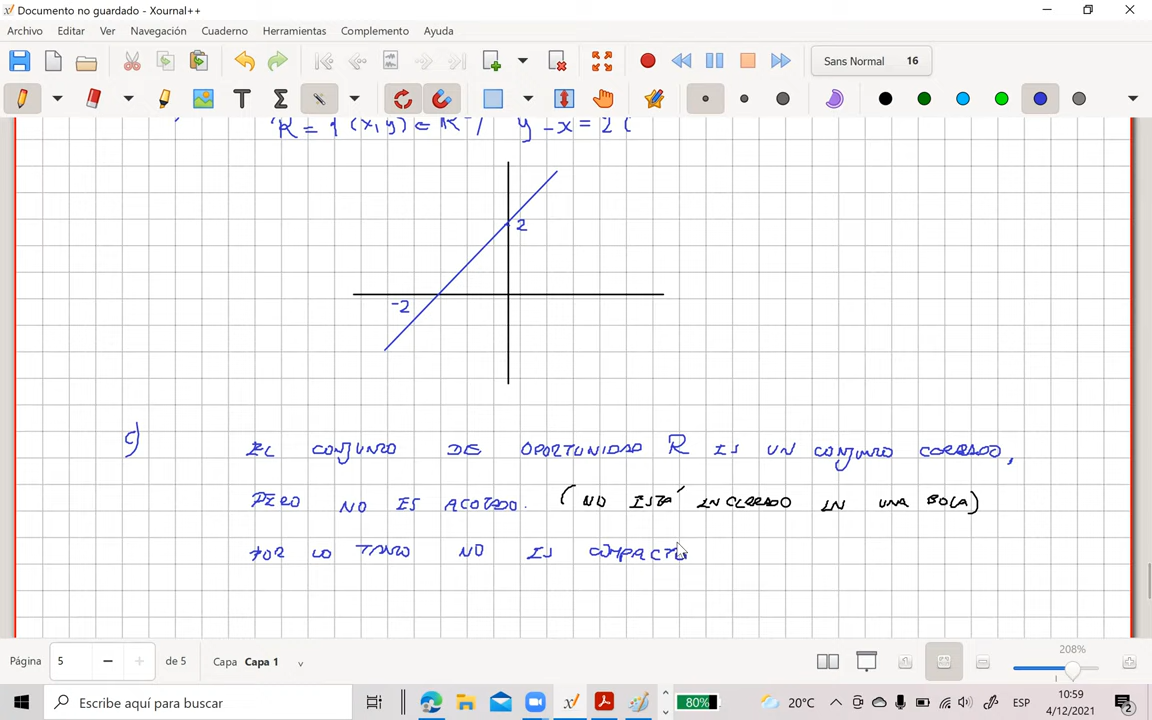 Documento no guardado - Xournal++
Archivo Editar Ver Navegación Cuaderno Herramientas Complemento Ayuda
Sans Normal 16
R = { (x,y) ∈ R² / y - x = 2 }
2
-2
c)
EL CONJUNTO DE OPORTUNIDAD R ES UN CONJUNTO CERRADO,
PERO NO ES ACOTADO. (NO ESTÁ ENCERRADO EN UNA BOLA)
POR LO TANTO NO ES COMPACTO
208%
Página 5 de 5 Capa Capa 1
Escribe aquí para buscar
80%
20°C
ESP
10:59
4/12/2021
2